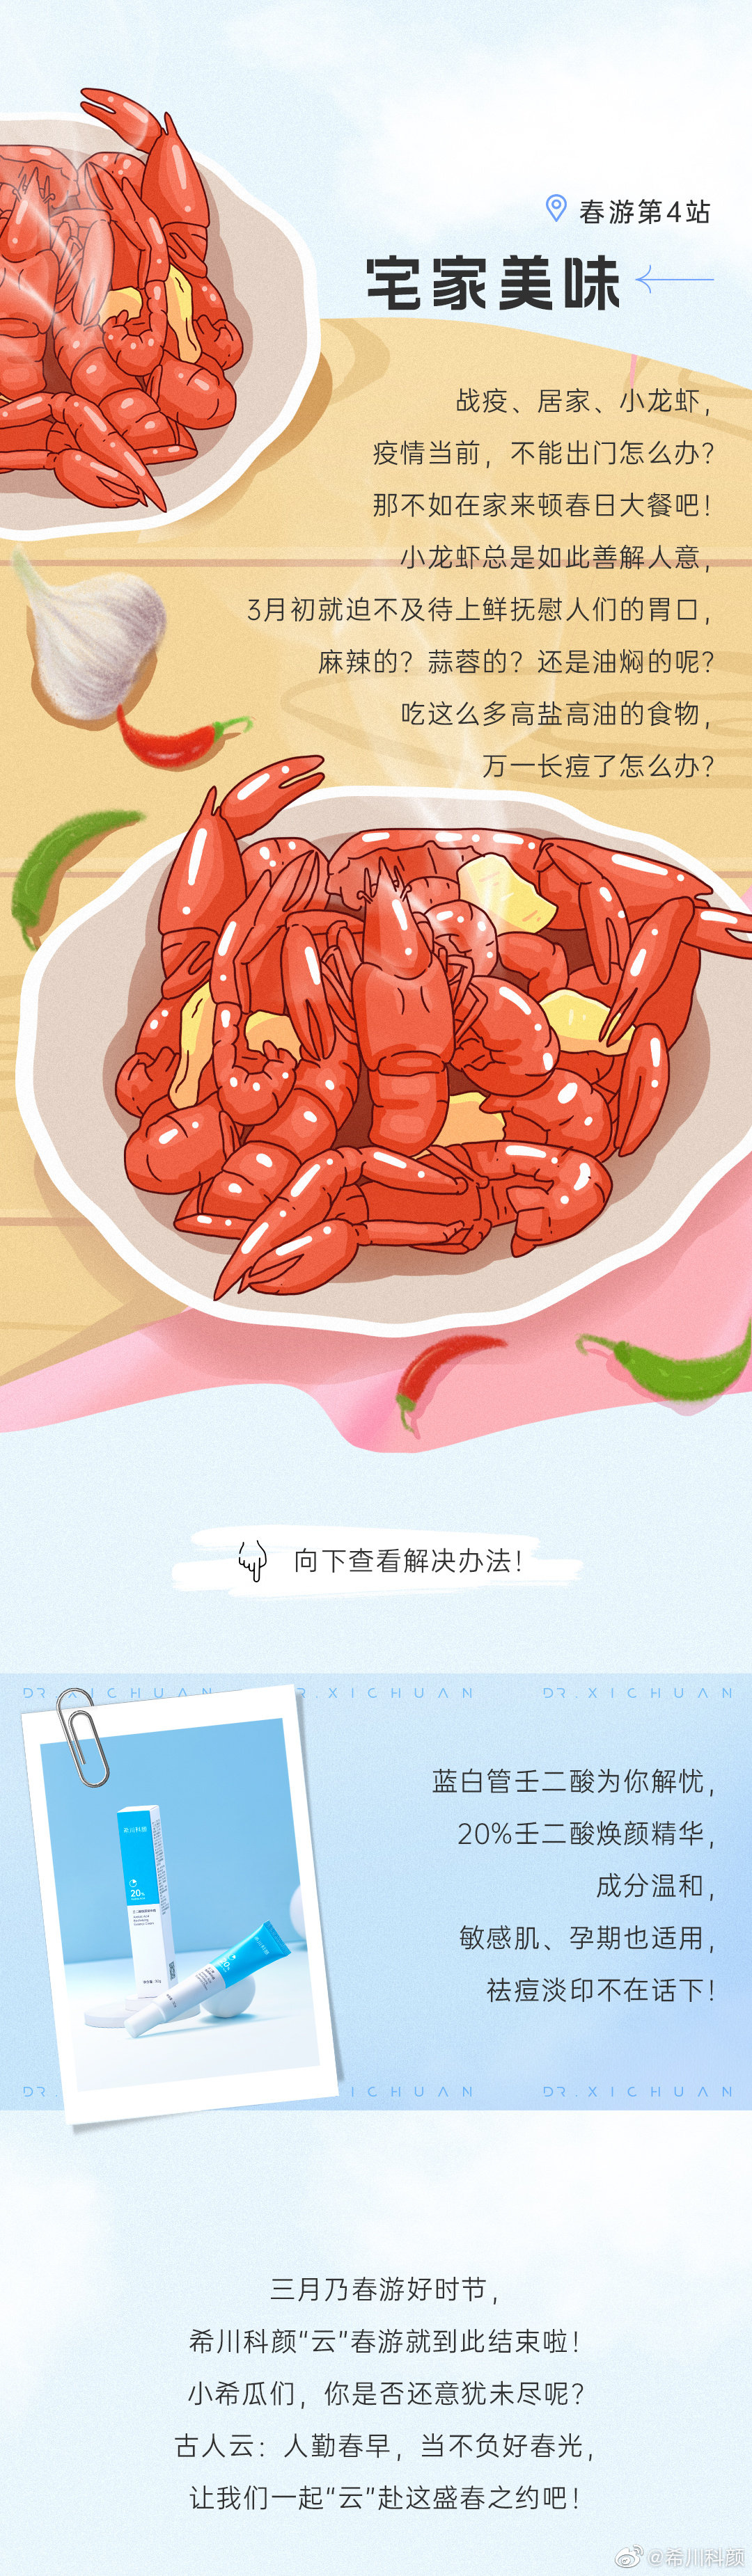 春游第4站
宅家美味
战疫、居家、小龙虾，
疫情当前，不能出门怎么办？
那不如在家来顿春日大餐吧！
小龙虾总是如此善解人意，
3月初就迫不及待上鲜抚慰人们的胃口，
麻辣的？蒜蓉的？还是油焖的呢？
吃这么多高盐高油的食物，
万一长痘了怎么办？
向下查看解决办法！
DR.XICHUAN R.XICHUAN DR.XICHUAN
蓝白管壬二酸为你解忧，
20%壬二酸焕颜精华，
成分温和，
敏感肌、孕期也适用，
祛痘淡印不在话下！
希川科颜
20%
希川科颜
20%
DR. ICHUAN DR.XICHUAN
三月乃春游好时节，
希川科颜“云”春游就到此结束啦！
小希瓜们，你是否还意犹未尽呢？
古人云：人勤春早，当不负好春光，
让我们一起“云”赴这盛春之约吧！
@希川科颜